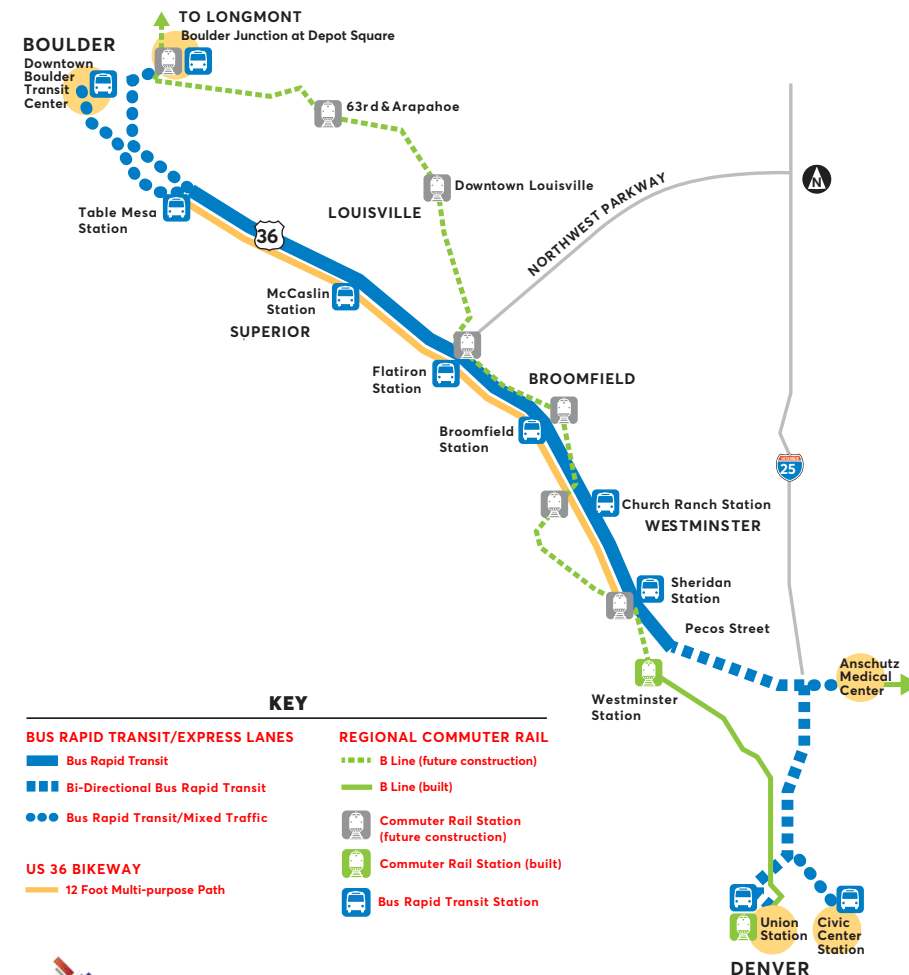 TO LONGMONT
Boulder Junction at Depot Square
BOULDER
Downtown
Boulder
Transit
Center
63rd & Arapahoe
Downtown Louisville
N
Table Mesa
Station
LOUISVILLE
NORTHWEST PARKWAY
36
McCaslin
Station
SUPERIOR
Flatiron
Station
BROOMFIELD
Broomfield
Station
25
Church Ranch Station
WESTMINSTER
Sheridan
Station
Pecos Street
Anschutz
Medical
Center
Westminster
Station
KEY
BUS RAPID TRANSIT/EXPRESS LANES
Bus Rapid Transit
Bi-Directional Bus Rapid Transit
Bus Rapid Transit/Mixed Traffic
US 36 BIKEWAY
12 Foot Multi-purpose Path
REGIONAL COMMUTER RAIL
B Line (future construction)
B Line (built)
Commuter Rail Station
(future construction)
Commuter Rail Station (built)
Bus Rapid Transit Station
Union
Station
Civic
Center
Station
DENVER